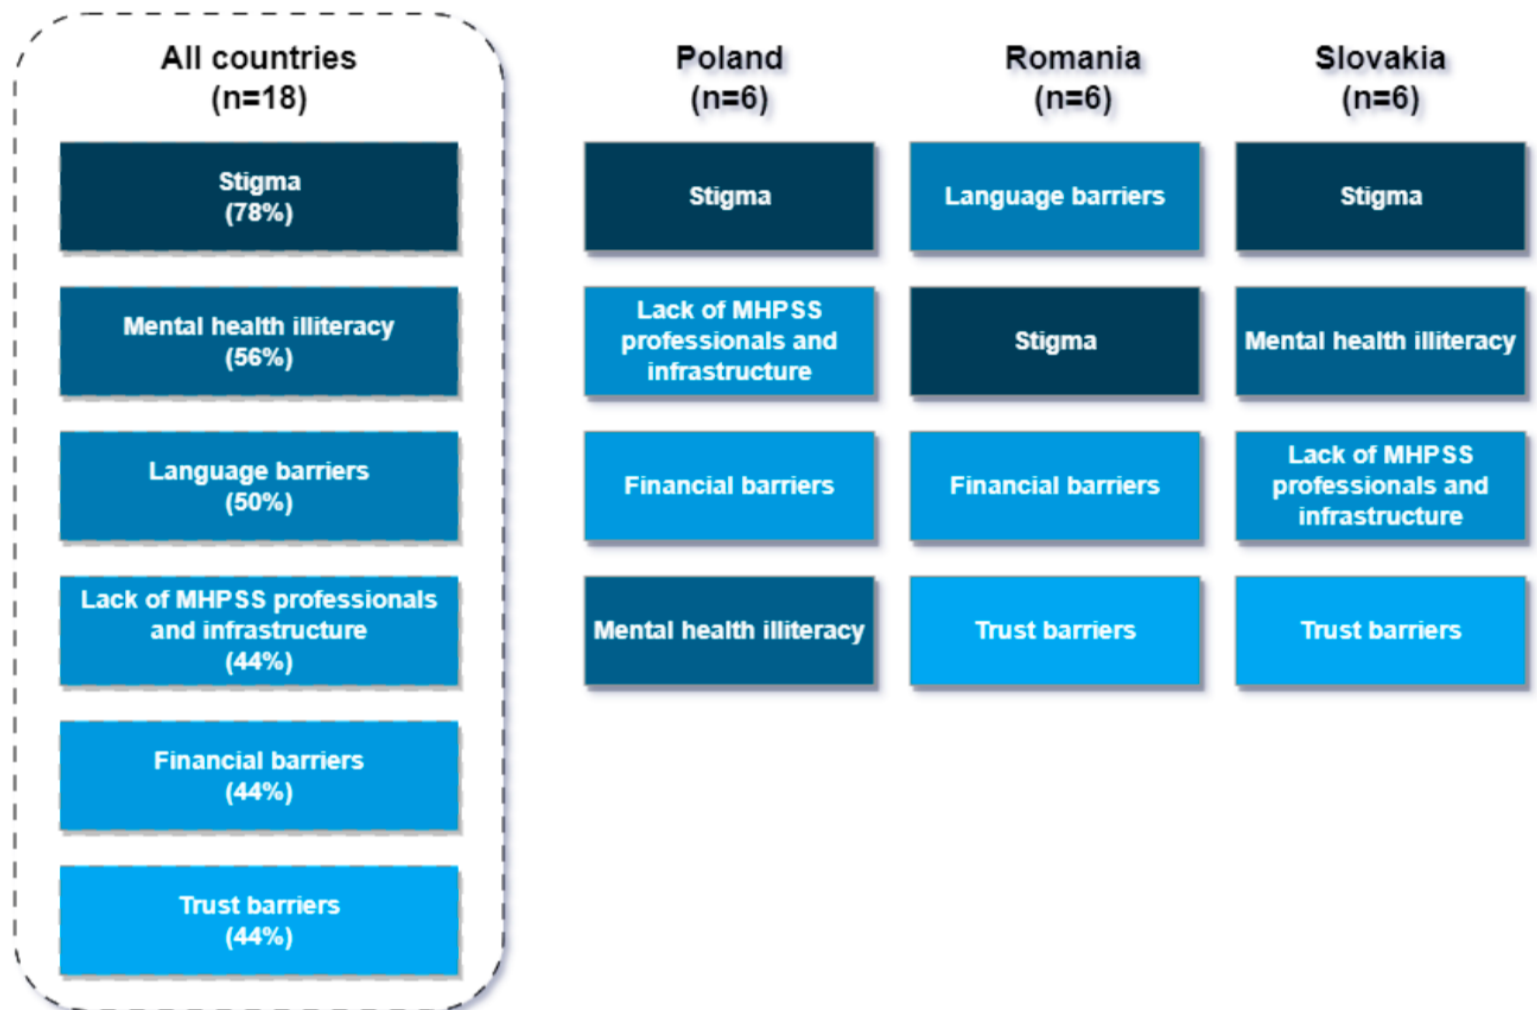 All countries
(n=18)
Stigma
(78%)
Mental health illiteracy
(56%)
Language barriers
(50%)
Lack of MHPSS professionals
and infrastructure
(44%)
Financial barriers
(44%)
Trust barriers
(44%)
Poland
(n=6)
Stigma
Lack of MHPSS
professionals and
infrastructure
Financial barriers
Mental health illiteracy
Romania
(n=6)
Language barriers
Stigma
Financial barriers
Trust barriers
Slovakia
(n=6)
Stigma
Mental health illiteracy
Lack of MHPSS
professionals and
infrastructure
Trust barriers